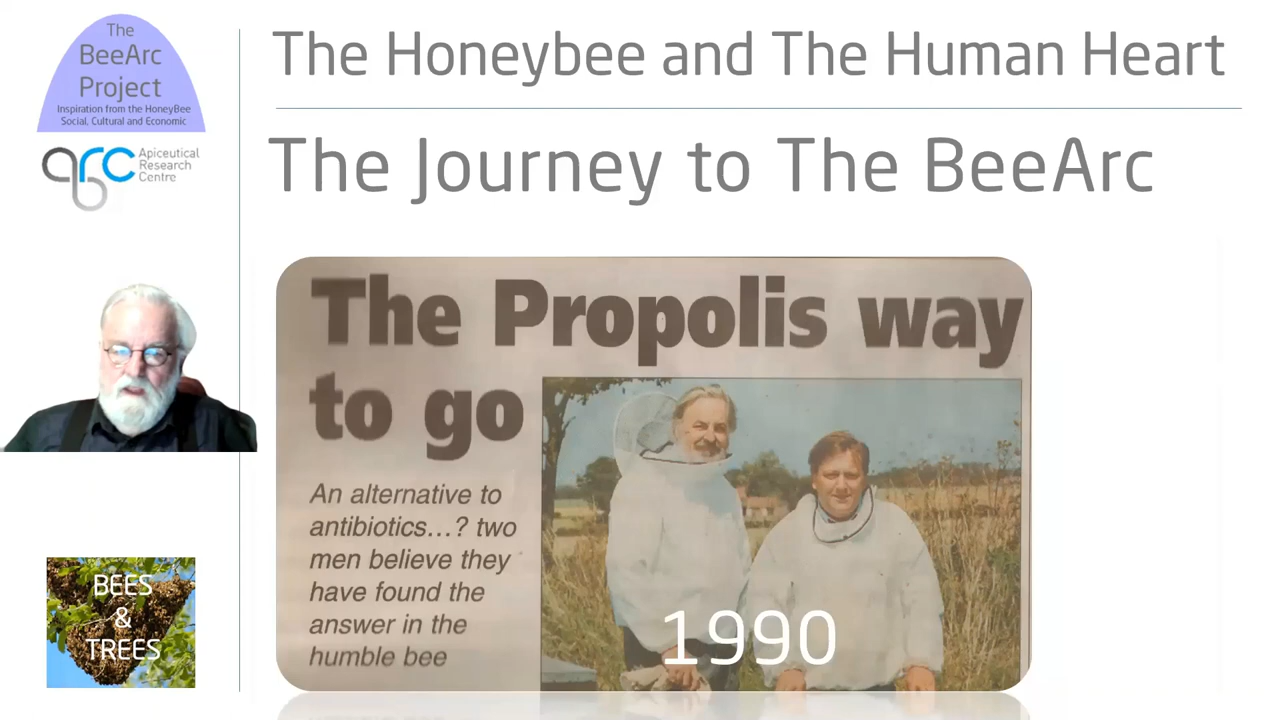 The
BeeArc
Project
Inspiration from the HoneyBee
Social, Cultural and Economic
arc
Apiceutical
Research
Centre
The Honeybee and The Human Heart
The Journey to The BeeArc
The Propolis way
to go
An alternative to
antibiotics...? two
men believe they
have found the
answer in the
humble bee
1990
BEES
&
TREES